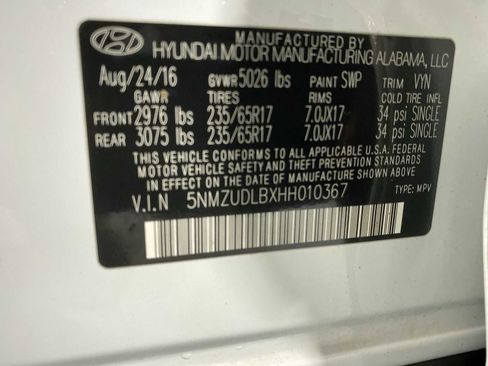 MANUFACTURED BY
HYUNDAI MOTOR MANUFACTURING ALABAMA, LLC
Aug/24/16 GVWR 5026 lbs PAINT SWP TRIM VYN
GAWR TIRES RIMS COLD TIRE INFL
FRONT 2976 lbs 235/65R17 7.0JX17 34 psi SINGLE
REAR 3075 lbs 235/65R17 7.0JX17 34 psi SINGLE
THIS VEHICLE CONFORMS TO ALL APPLICABLE U.S.A. FEDERAL
MOTOR VEHICLE SAFETY AND THEFT PREVENTION STANDARDS
IN EFFECT ON THE DATE OF MANUFACTURE SHOWN ABOVE.
V.I.N 5NMZUDLBXHH010367 TYPE: MPV